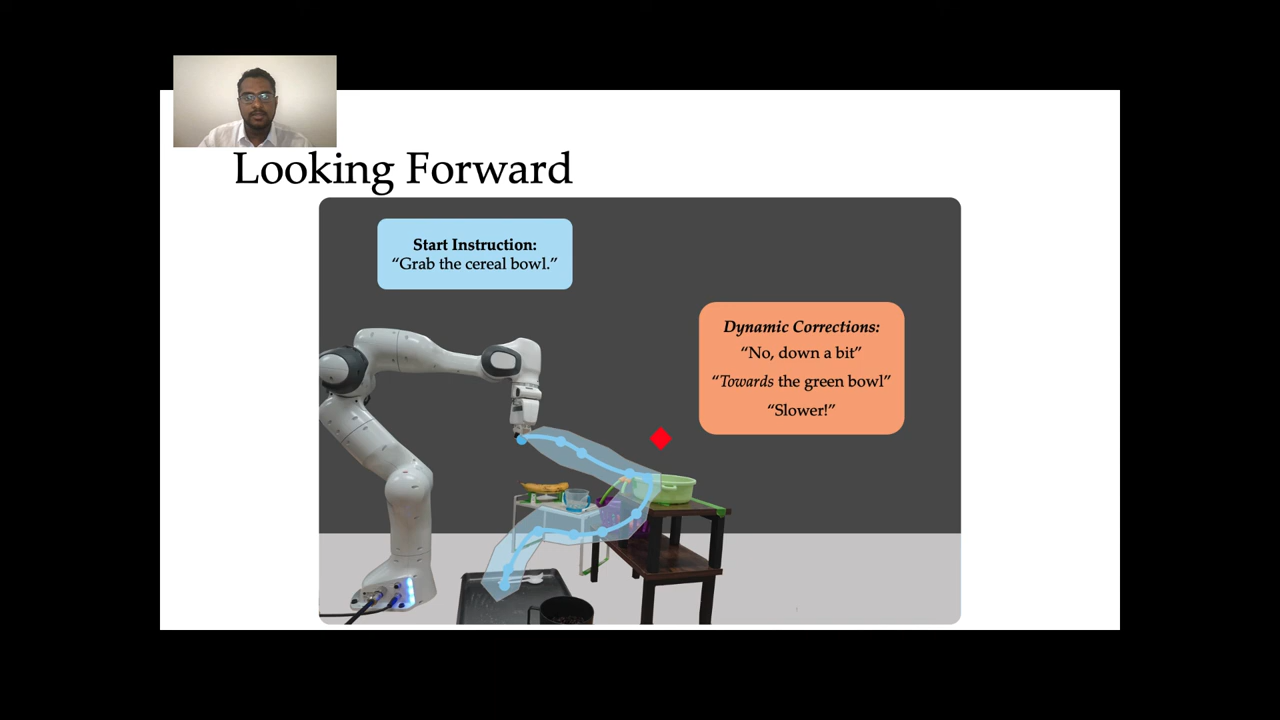 Looking Forward
Start Instruction:
“Grab the cereal bowl.”
Dynamic Corrections:
“No, down a bit”
“Towards the green bowl”
“Slower!”